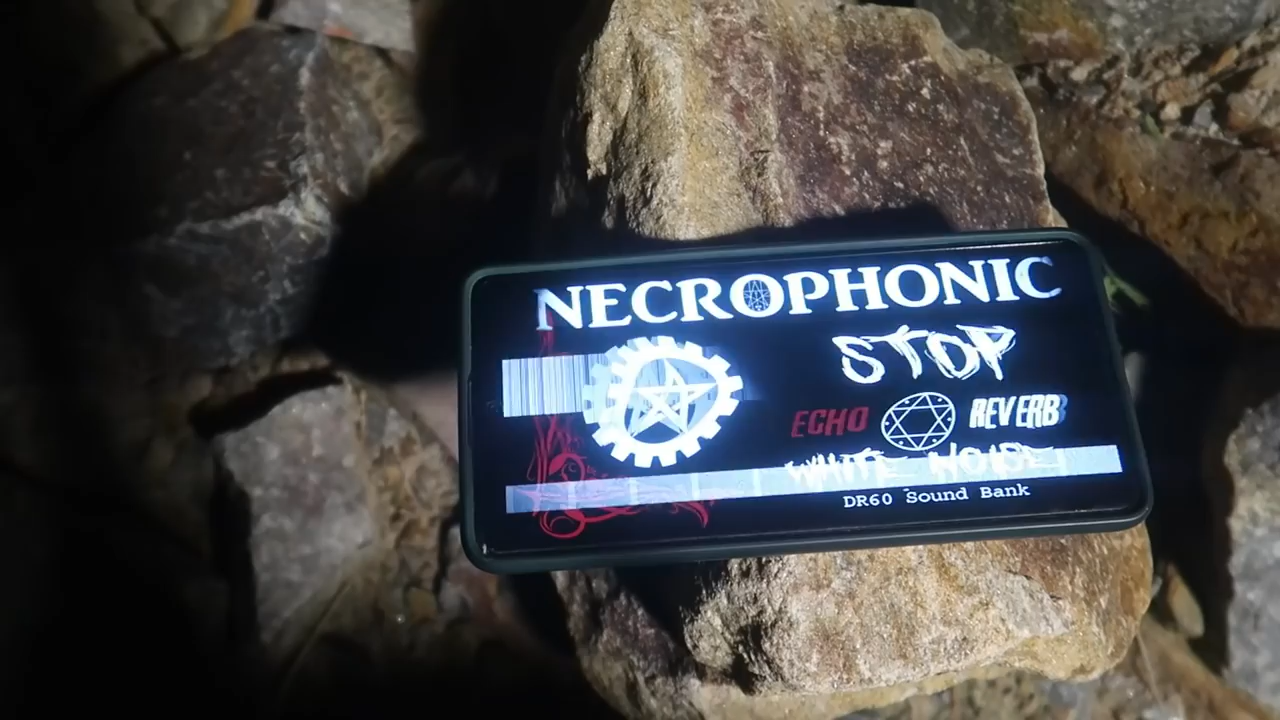 NECROPHONIC
STOP
ECHO REVERB
WHITE NOISE
DR60 Sound Bank